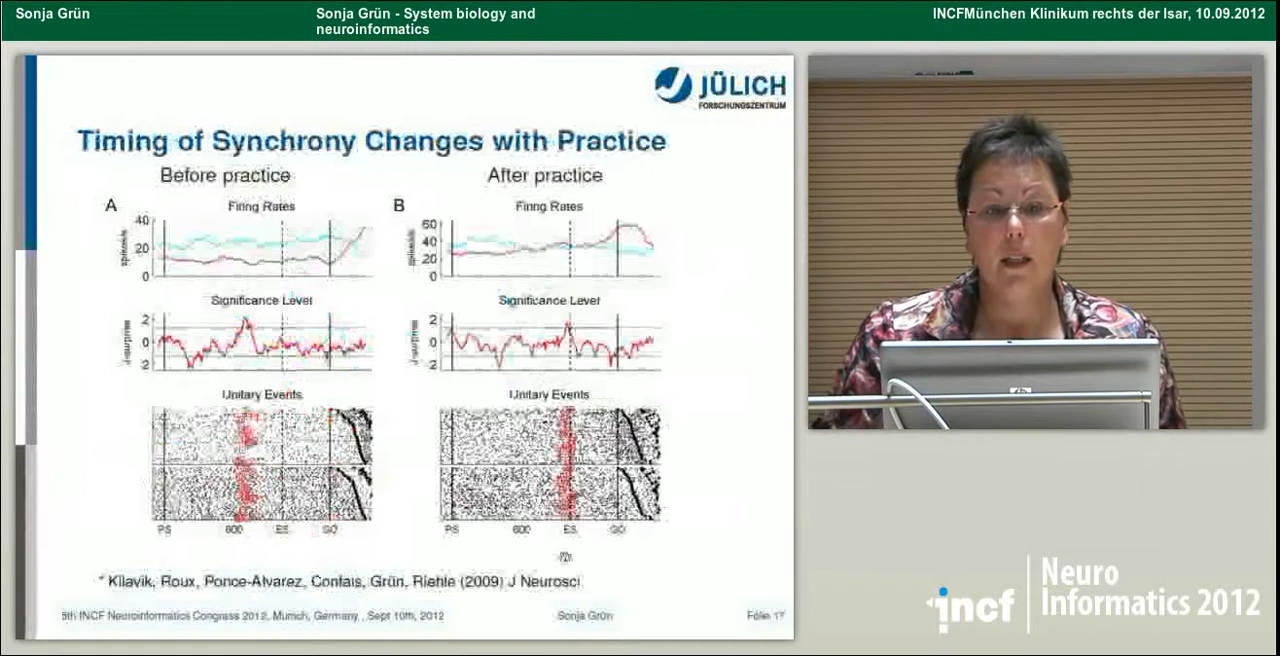 Sonja Grün
Sonja Grün - System biology and
neuroinformatics
INCFMünchen Klinikum rechts der Isar, 10.09.2012
JÜLICH
FORSCHUNGSZENTRUM
Timing of Synchrony Changes with Practice
Before practice
After practice
A
Firing Rates
40
20
0
B
Firing Rates
60
40
20
0
Significance Level
2
0
-2
Significance Level
2
0
-2
Unitary Events
PS 600 ES GO
Unitary Events
PS 600 ES GO
* Kilavik, Roux, Ponce-Alvarez, Confais, Grün, Riehle (2009) J Neurosci
5th INCF Neuroinformatics Congress 2012, Munich, Germany, Sept 10th, 2012
Sonja Grün
Folie 17
hp
incf
Neuro
Informatics 2012